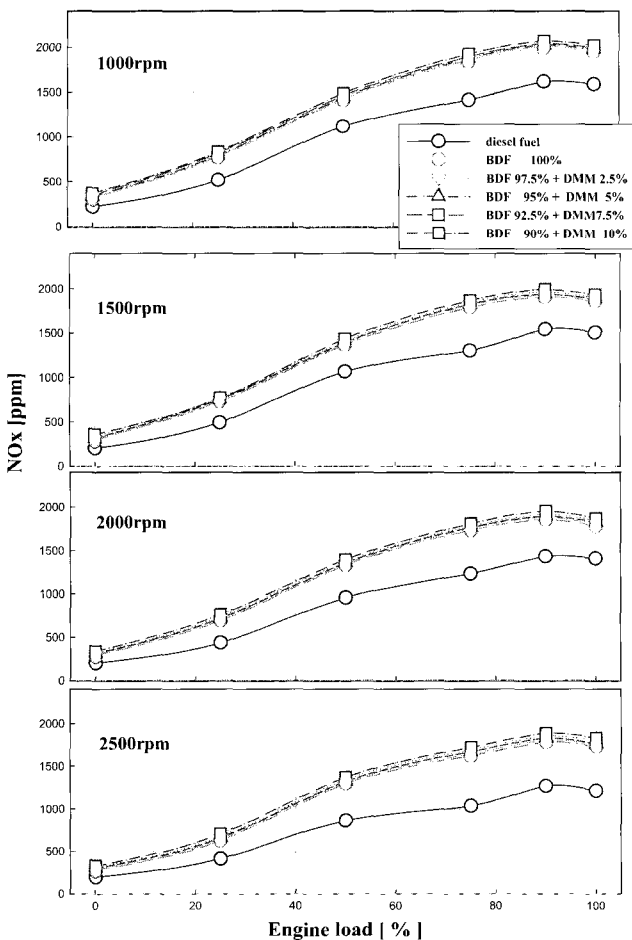 1000rpm
2000
1500
1000
500
0
diesel fuel
BDF 100%
BDF 97.5% + DMM 2.5%
BDF 95% + DMM 5%
BDF 92.5% + DMM7.5%
BDF 90% + DMM 10%
1500rpm
2000
1500
1000
500
0
NOx [ppm]
2000rpm
2000
1500
1000
500
0
2500rpm
2000
1500
1000
500
0
0 20 40 60 80 100
Engine load [ % ]